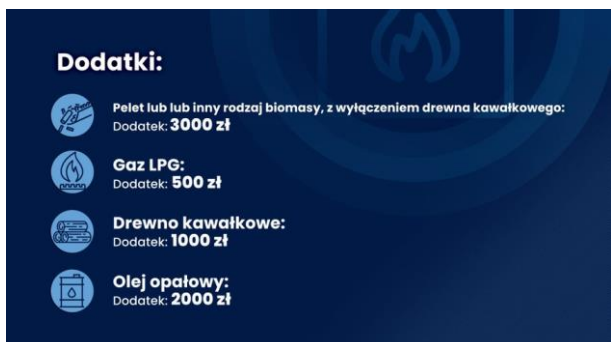 Dodatki:
Pelet lub lub inny rodzaj biomasy, z wyłączeniem drewna kawałkowego:
Dodatek: 3000 zł
Gaz LPG:
Dodatek: 500 zł
Drewno kawałkowe:
Dodatek: 1000 zł
Olej opałowy:
Dodatek: 2000 zł